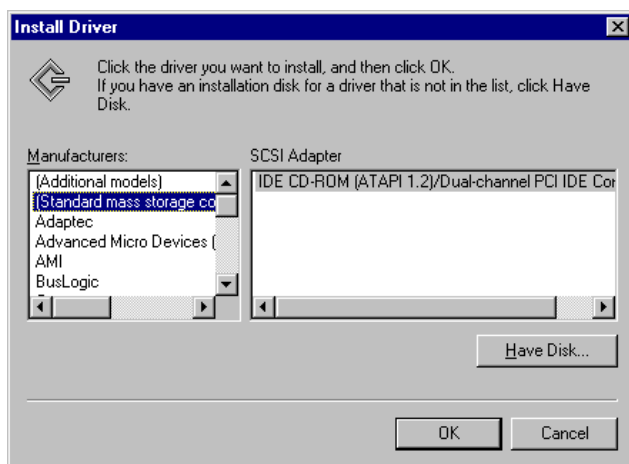 Install Driver
Click the driver you want to install, and then click OK.
If you have an installation disk for a driver that is not in the list, click Have
Disk.
Manufacturers:
SCSI Adapter
(Additional models)
(Standard mass storage co
Adaptec
Advanced Micro Devices (
AMI
BusLogic
IDE CD-ROM (ATAPI 1.2)/Dual-channel PCI IDE Con
Have Disk...
OK
Cancel